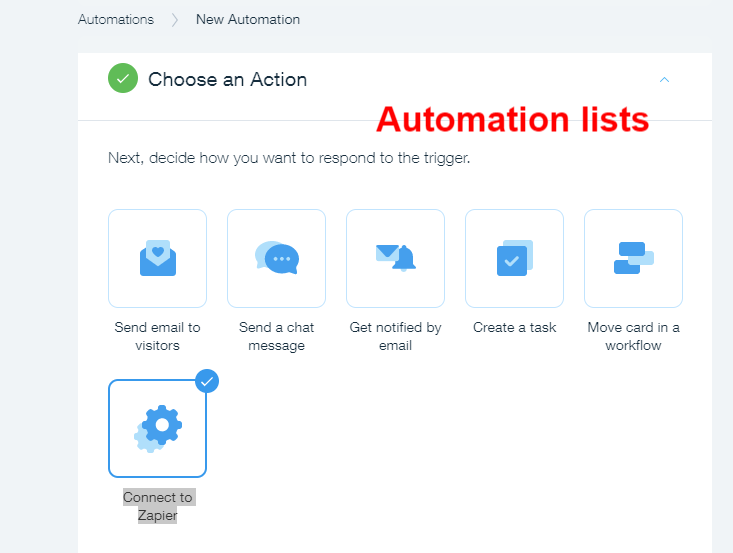 Automations > New Automation
Choose an Action
Automation lists
Next, decide how you want to respond to the trigger.
Send email to
visitors
Send a chat
message
Get notified by
email
Create a task
Move card in a
workflow
Connect to
Zapier